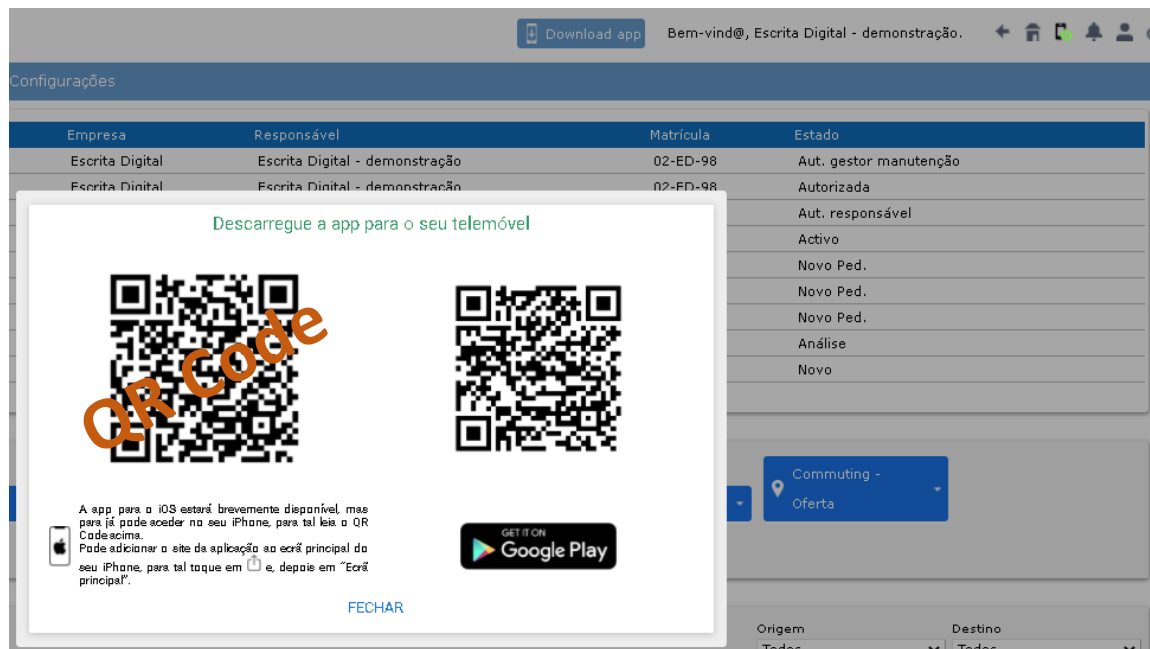 Download app
Bem-vind@, Escrita Digital - demonstração.
Configurações
Empresa Responsável Matrícula Estado
Escrita Digital Escrita Digital - demonstração 02-ED-98 Aut. gestor manutenção
Escrita Digital Escrita Digital - demonstração 02-ED-98 Autorizada
Aut. responsável
Activo
Novo Ped.
Novo Ped.
Novo Ped.
Análise
Novo
Descarregue a app para o seu telemóvel
QR Code
A app para o iOS estará brevemente disponível, mas
para já pode aceder no seu iPhone, para tal leia o QR
Code acima.
Pode adicionar o site da aplicação ao ecrã principal do
seu iPhone, para tal toque em e, depois em "Ecrã
principal".
GET IT ON
Google Play
FECHAR
Commuting -
Oferta
Origem Destino
Todos Todos